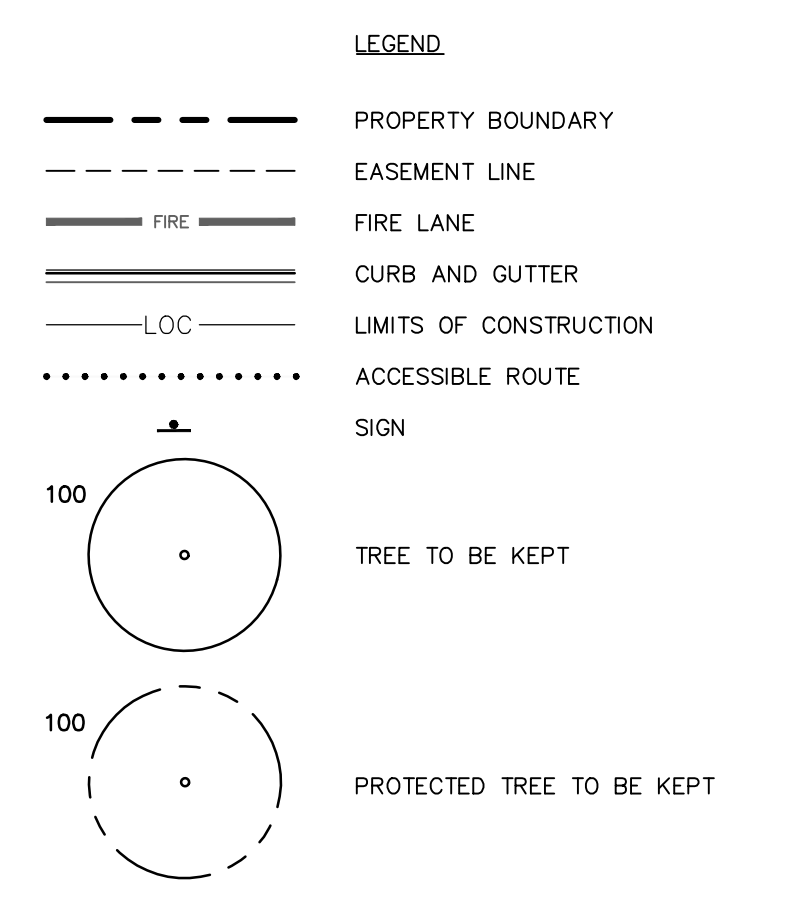 LEGEND
PROPERTY BOUNDARY
EASEMENT LINE
FIRE FIRE LANE
CURB AND GUTTER
LOC LIMITS OF CONSTRUCTION
ACCESSIBLE ROUTE
SIGN
100
TREE TO BE KEPT
100
PROTECTED TREE TO BE KEPT